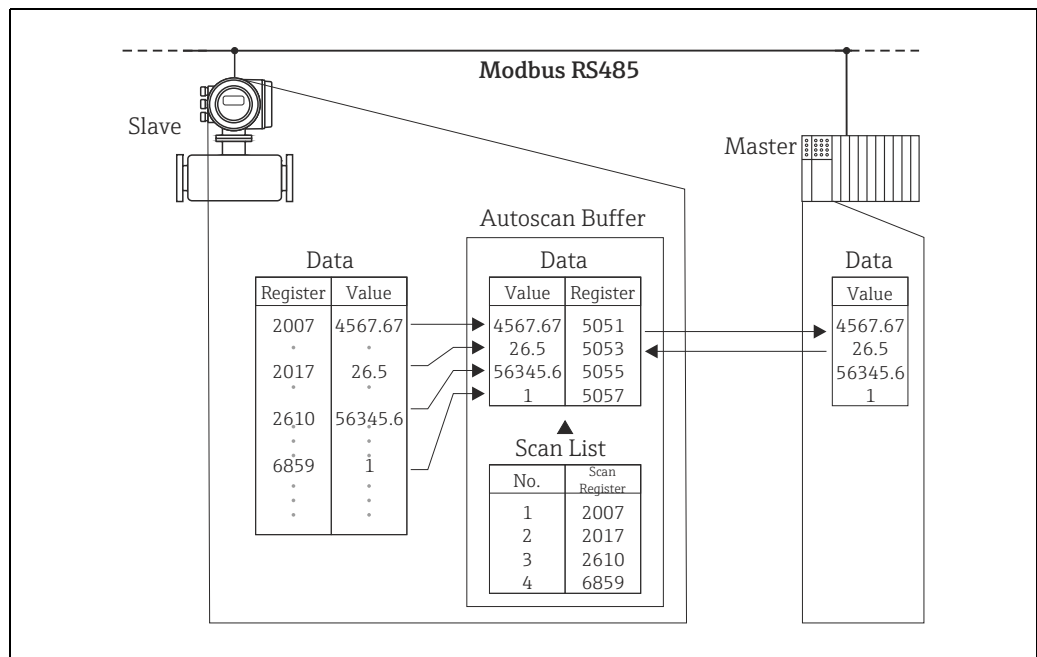 Modbus RS485
Slave
Master
Autoscan Buffer
Data
Register Value
2007 4567.67
2017 26.5
2610 56345.6
6859 1
Data
Value Register
4567.67 5051
26.5 5053
56345.6 5055
1 5057
Scan List
No. Scan Register
1 2007
2 2017
3 2610
4 6859
Data
Value
4567.67
26.5
56345.6
1